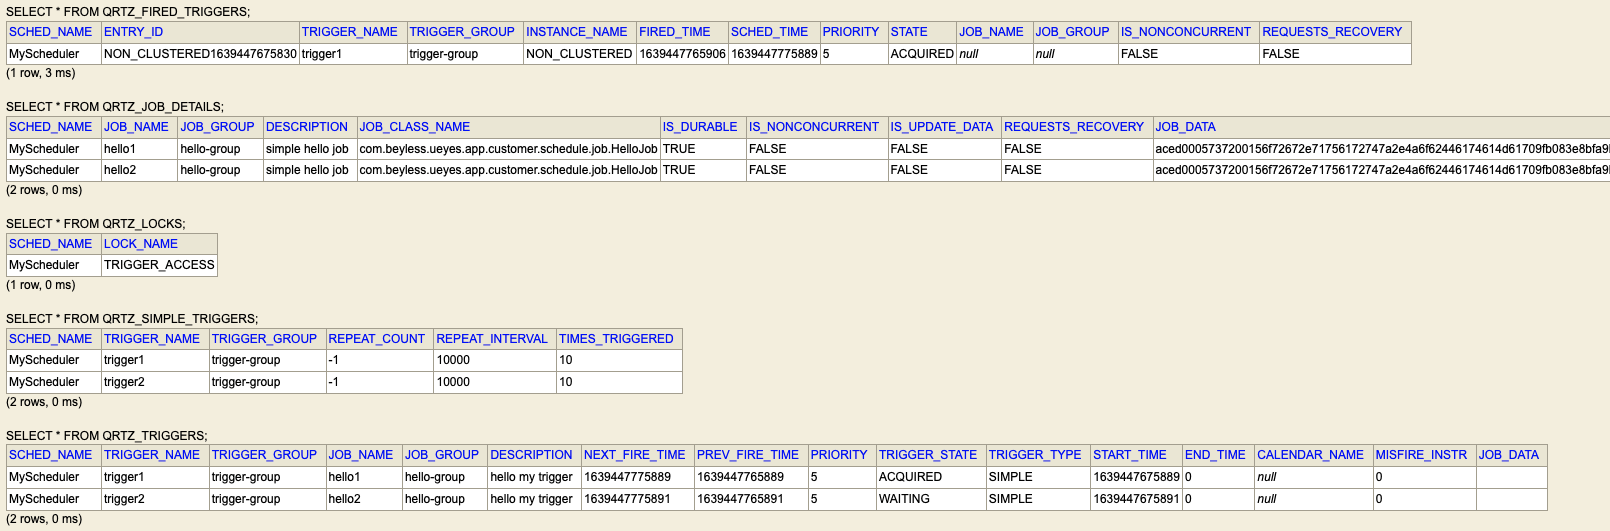 SELECT * FROM QRTZ_FIRED_TRIGGERS;
SCHED_NAME ENTRY_ID TRIGGER_NAME TRIGGER_GROUP INSTANCE_NAME FIRED_TIME SCHED_TIME PRIORITY STATE JOB_NAME JOB_GROUP IS_NONCONCURRENT REQUESTS_RECOVERY
MyScheduler NON_CLUSTERED1639447675830 trigger1 trigger-group NON_CLUSTERED 1639447765906 1639447775889 5 ACQUIRED null null FALSE FALSE
(1 row, 3 ms)
SELECT * FROM QRTZ_JOB_DETAILS;
SCHED_NAME JOB_NAME JOB_GROUP DESCRIPTION JOB_CLASS_NAME IS_DURABLE IS_NONCONCURRENT IS_UPDATE_DATA REQUESTS_RECOVERY JOB_DATA
MyScheduler hello1 hello-group simple hello job com.beyless.ueyes.app.customer.schedule.job.HelloJob TRUE FALSE FALSE FALSE aced0005737200156f72672e71756172747a2e4a6f62446174614d61709fb083e8bfa9
MyScheduler hello2 hello-group simple hello job com.beyless.ueyes.app.customer.schedule.job.HelloJob TRUE FALSE FALSE FALSE aced0005737200156f72672e71756172747a2e4a6f62446174614d61709fb083e8bfa9
(2 rows, 0 ms)
SELECT * FROM QRTZ_LOCKS;
SCHED_NAME LOCK_NAME
MyScheduler TRIGGER_ACCESS
(1 row, 0 ms)
SELECT * FROM QRTZ_SIMPLE_TRIGGERS;
SCHED_NAME TRIGGER_NAME TRIGGER_GROUP REPEAT_COUNT REPEAT_INTERVAL TIMES_TRIGGERED
MyScheduler trigger1 trigger-group -1 10000 10
MyScheduler trigger2 trigger-group -1 10000 10
(2 rows, 0 ms)
SELECT * FROM QRTZ_TRIGGERS;
SCHED_NAME TRIGGER_NAME TRIGGER_GROUP JOB_NAME JOB_GROUP DESCRIPTION NEXT_FIRE_TIME PREV_FIRE_TIME PRIORITY TRIGGER_STATE TRIGGER_TYPE START_TIME END_TIME CALENDAR_NAME MISFIRE_INSTR JOB_DATA
MyScheduler trigger1 trigger-group hello1 hello-group hello my trigger 1639447775889 1639447765889 5 ACQUIRED SIMPLE 1639447675889 0 null 0
MyScheduler trigger2 trigger-group hello2 hello-group hello my trigger 1639447775891 1639447765891 5 WAITING SIMPLE 1639447675891 0 null 0
(2 rows, 0 ms)